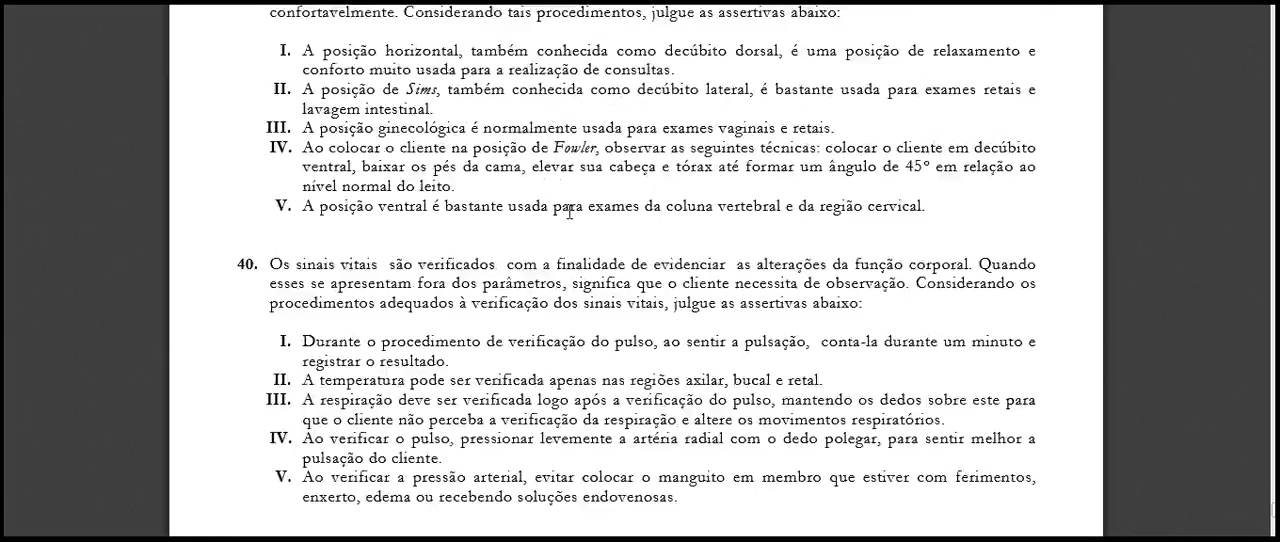 confortavelmente. Considerando tais procedimentos, julgue as assertivas abaixo:
I. A posição horizontal, também conhecida como decúbito dorsal, é uma posição de relaxamento e
conforto muito usada para a realização de consultas.
II. A posição de Sims, também conhecida como decúbito lateral, é bastante usada para exames retais e
lavagem intestinal.
III. A posição ginecológica é normalmente usada para exames vaginais e retais.
IV. Ao colocar o cliente na posição de Fowler, observar as seguintes técnicas: colocar o cliente em decúbito
ventral, baixar os pés da cama, elevar sua cabeça e tórax até formar um ângulo de 45° em relação ao
nível normal do leito.
V. A posição ventral é bastante usada para exames da coluna vertebral e da região cervical.
40. Os sinais vitais são verificados com a finalidade de evidenciar as alterações da função corporal. Quando
esses se apresentam fora dos parâmetros, significa que o cliente necessita de observação. Considerando os
procedimentos adequados à verificação dos sinais vitais, julgue as assertivas abaixo:
I. Durante o procedimento de verificação do pulso, ao sentir a pulsação, conta-la durante um minuto e
registrar o resultado.
II. A temperatura pode ser verificada apenas nas regiões axilar, bucal e retal.
III. A respiração deve ser verificada logo após a verificação do pulso, mantendo os dedos sobre este para
que o cliente não perceba a verificação da respiração e altere os movimentos respiratórios.
IV. Ao verificar o pulso, pressionar levemente a artéria radial com o dedo polegar, para sentir melhor a
pulsação do cliente.
V. Ao verificar a pressão arterial, evitar colocar o manguito em membro que estiver com ferimentos,
enxerto, edema ou recebendo soluções endovenosas.